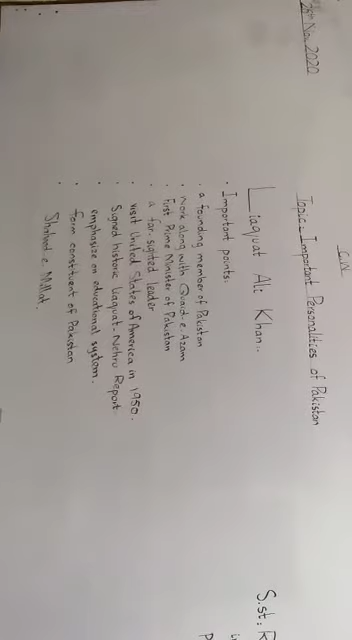 28th Nov 2020
C.W
Topic: Important Personalities of Pakistan
Liaquat Ali Khan..
• Important points:
• a founding member of Pakistan
• work along with Quaid-e-Azam
• First Prime Minister of Pakistan
• a far sighted leader
• visit United States of America in 1950.
• Signed historic Liaquat-Nehru Report
• emphasize on educational system.
• form constituent of Pakistan
• Shaheed e. Millat.
S.st: